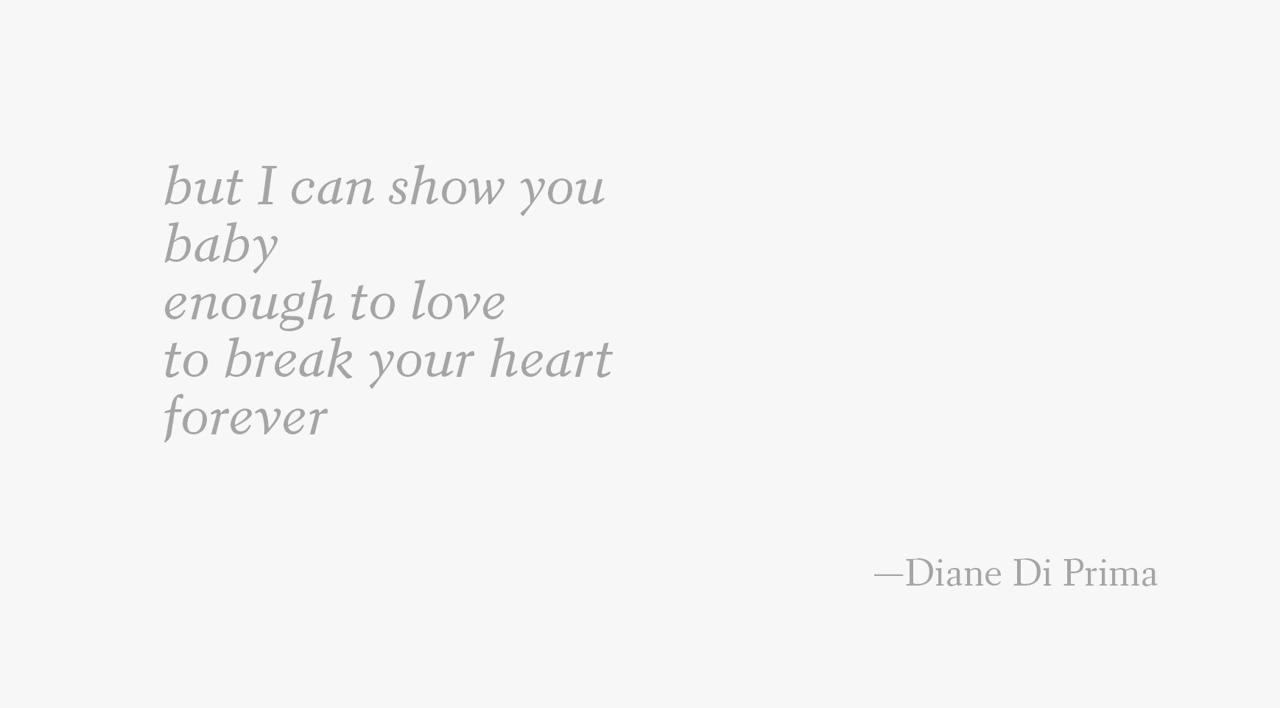 but I can show you
baby
enough to love
to break your heart
forever
—Diane Di Prima